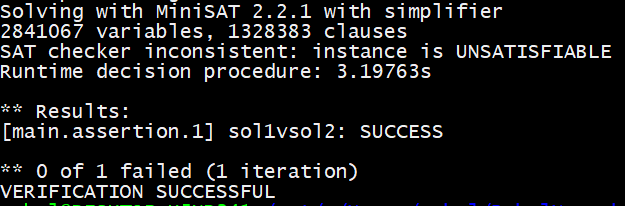 Solving with MiniSAT 2.2.1 with simplifier
2841067 variables, 1328383 clauses
SAT checker inconsistent: instance is UNSATISFIABLE
Runtime decision procedure: 3.19763s
** Results:
[main.assertion.1] sol1vsol2: SUCCESS
** 0 of 1 failed (1 iteration)
VERIFICATION SUCCESSFUL